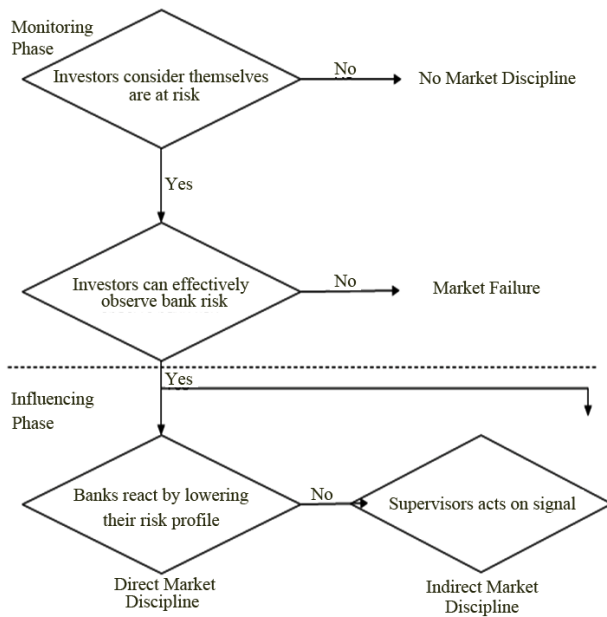 Monitoring
Phase
Investors consider themselves
are at risk
No
No Market Discipline
Yes
Investors can effectively
observe bank risk
No
Market Failure
Yes
Influencing
Phase
Banks react by lowering
their risk profile
No
Supervisors acts on signal
Direct Market
Discipline
Indirect Market
Discipline